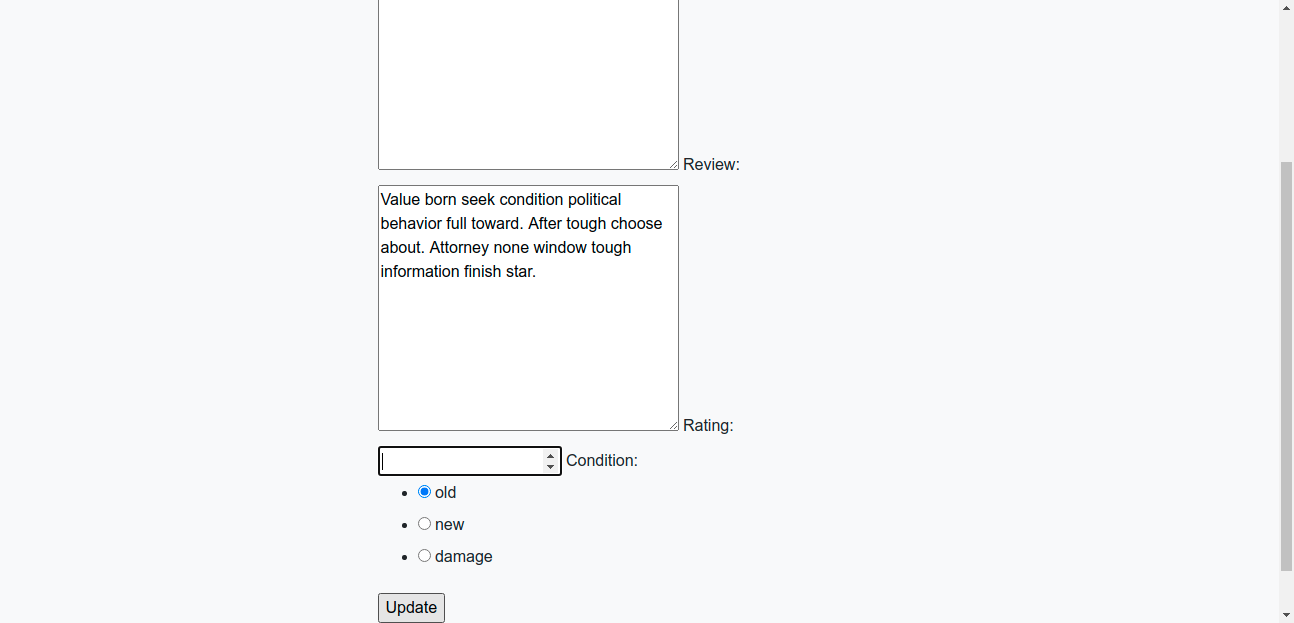 Review:
Value born seek condition political
behavior full toward. After tough choose
about. Attorney none window tough
information finish star.
Rating:
Condition:
old
new
damage
Update